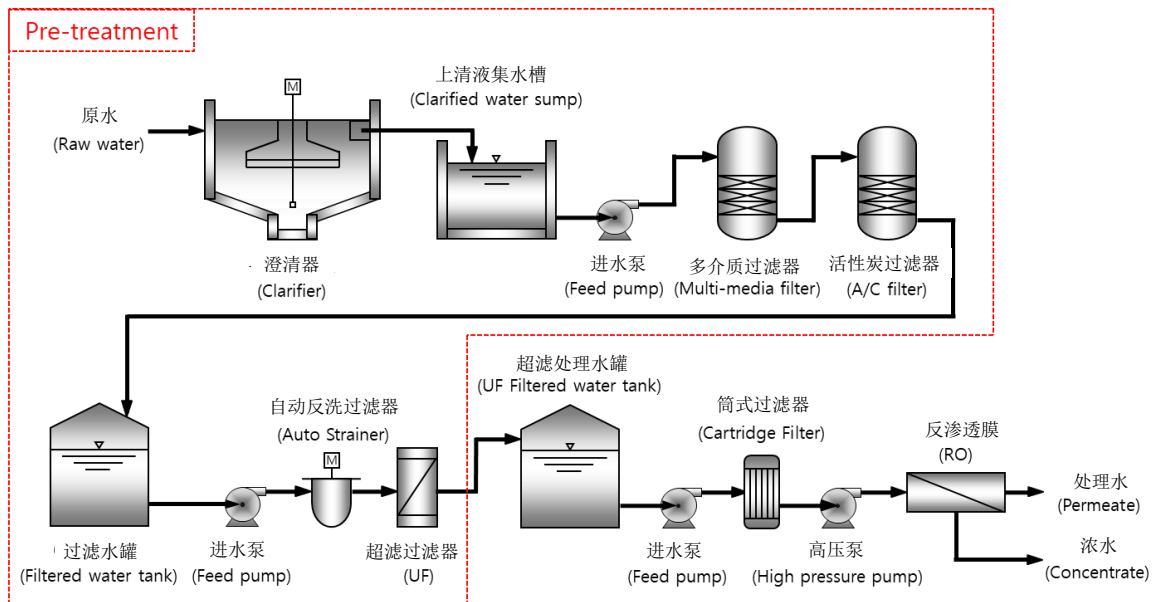 Pre-treatment
原水
(Raw water)
M
上清液集水槽
(Clarified water sump)
澄清器
(Clarifier)
进水泵
(Feed pump)
多介质过滤器
(Multi-media filter)
活性炭过滤器
(A/C filter)
过滤水罐
(Filtered water tank)
进水泵
(Feed pump)
自动反洗过滤器
(Auto Strainer)
M
超滤过滤器
(UF)
超滤处理水罐
(UF Filtered water tank)
进水泵
(Feed pump)
筒式过滤器
(Cartridge Filter)
高压泵
(High pressure pump)
反渗透膜
(RO)
处理水
(Permeate)
浓水
(Concentrate)